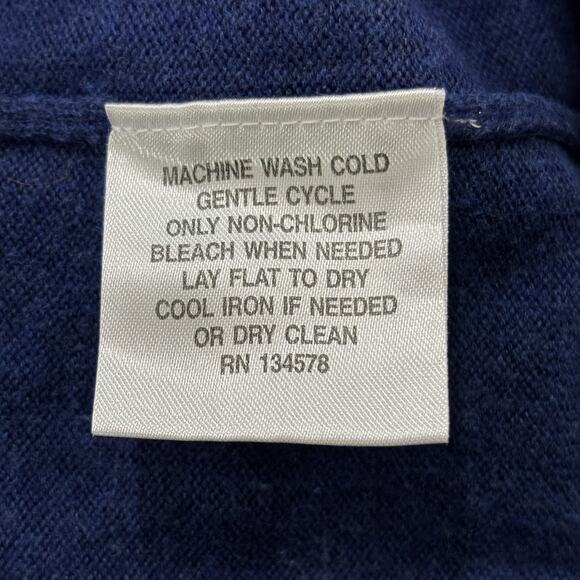 MACHINE WASH COLD
GENTLE CYCLE
ONLY NON-CHLORINE
BLEACH WHEN NEEDED
LAY FLAT TO DRY
COOL IRON IF NEEDED
OR DRY CLEAN
RN 134578